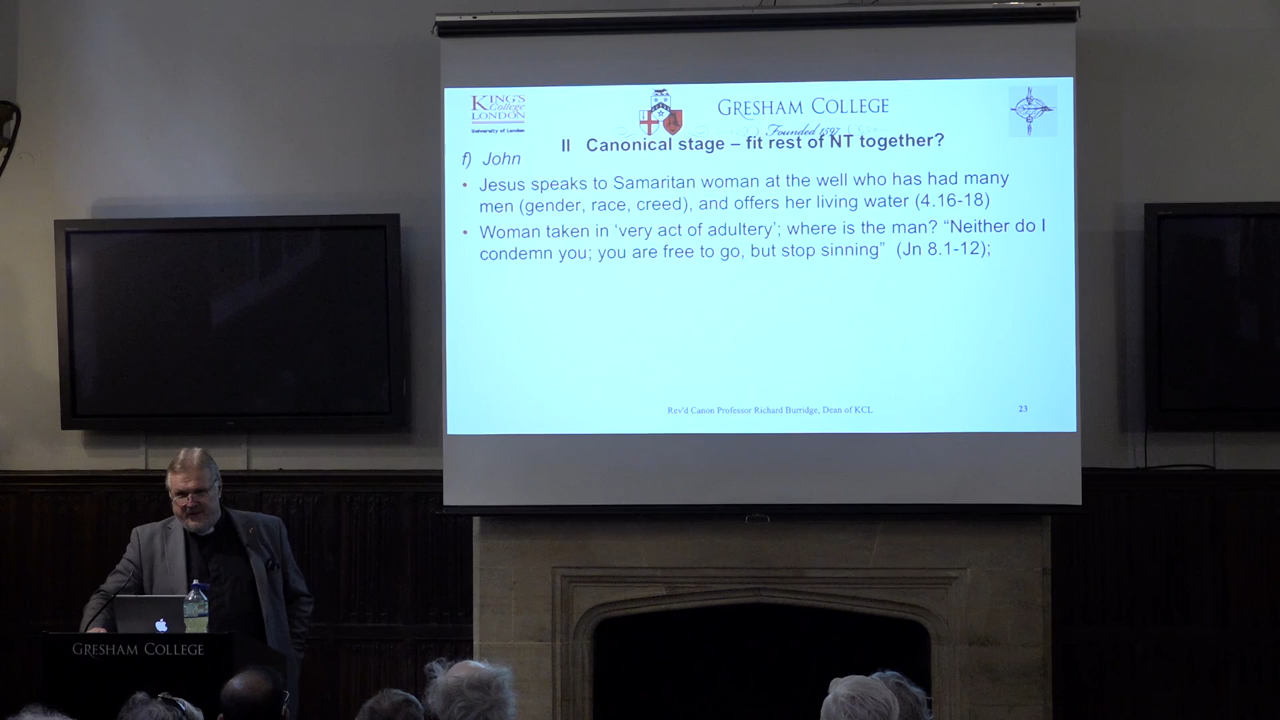 KING'S
College
LONDON
University of London
GRESHAM COLLEGE
Founded 1597
II Canonical stage – fit rest of NT together?
f) John
• Jesus speaks to Samaritan woman at the well who has had many
men (gender, race, creed), and offers her living water (4.16-18)
• Woman taken in ‘very act of adultery’; where is the man? “Neither do I
condemn you; you are free to go, but stop sinning” (Jn 8.1-12);
Rev'd Canon Professor Richard Burridge, Dean of KCL
23
GRESHAM COLLEGE